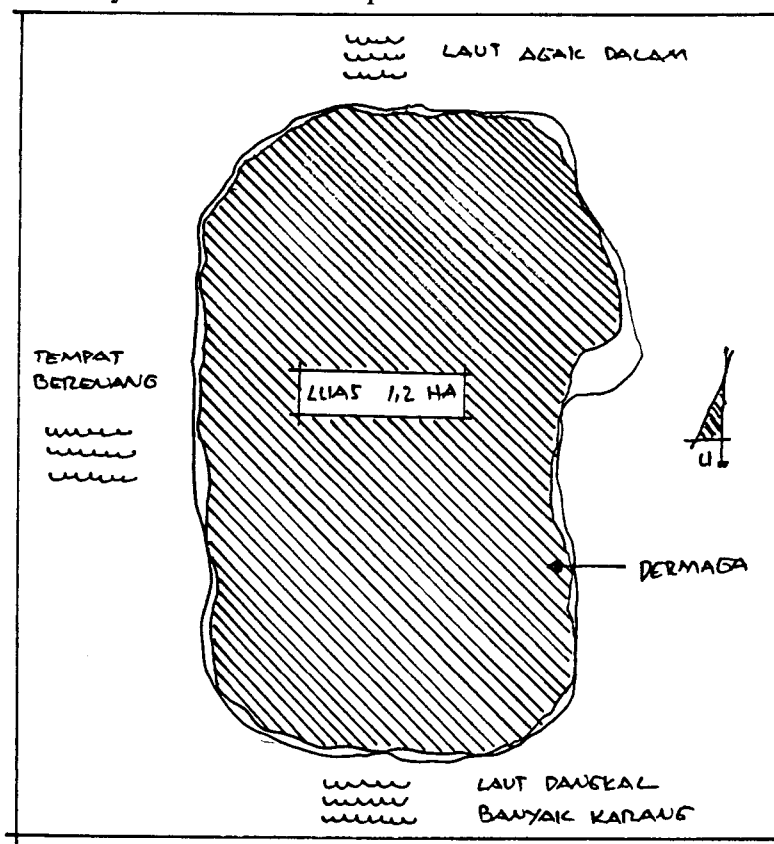 LAUT AGAK DALAM
TEMPAT
BERENANG
LUAS 1,2 HA
U
DERMAGA
LAUT DANGKAL
BANYAK KARANG